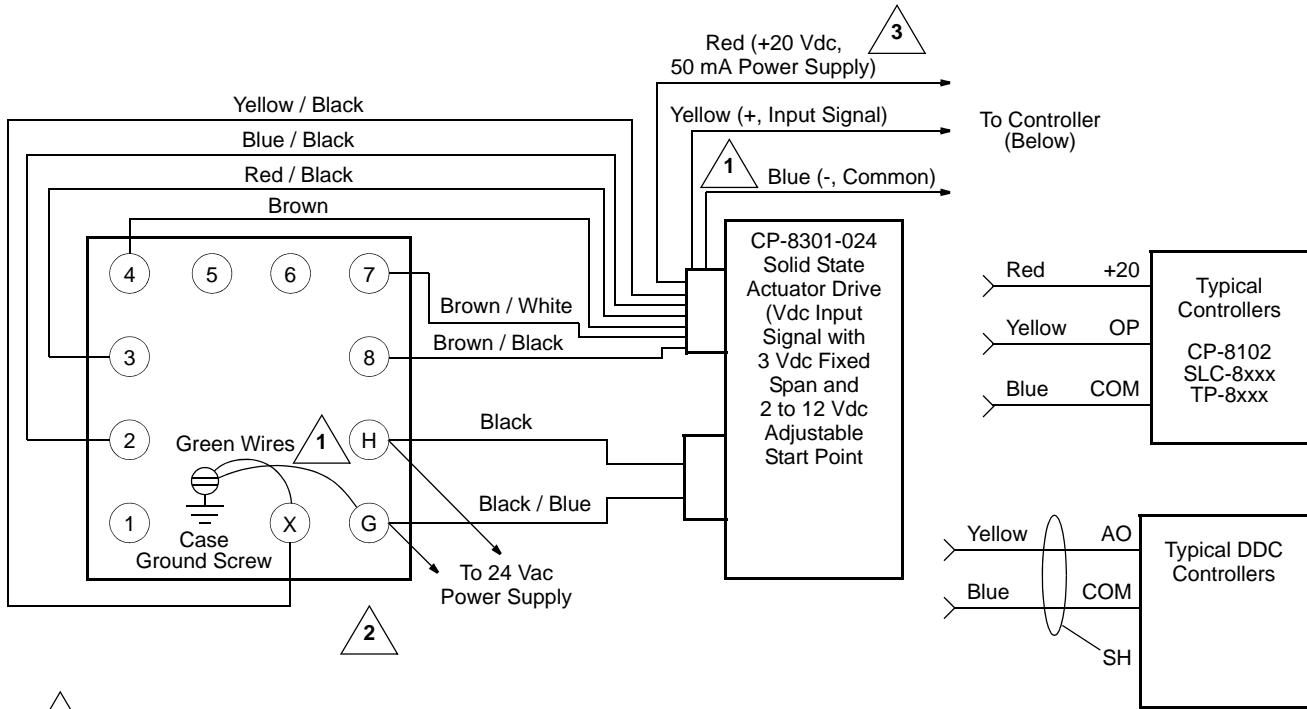 Red (+20 Vdc,
50 mA Power Supply)
3
Yellow / Black
Yellow (+, Input Signal)
To Controller
(Below)
Blue / Black
1
Blue (-, Common)
Red / Black
Brown
CP-8301-024
Solid State
Actuator Drive
(Vdc Input
Signal with
3 Vdc Fixed
Span and
2 to 12 Vdc
Adjustable
Start Point
4
5
6
7
Brown / White
3
8
Brown / Black
2
Green Wires
1
H
Black
1
Case
Ground Screw
X
G
Black / Blue
To 24 Vac
Power Supply
2
Red
+20
Yellow
OP
Blue
COM
Typical
Controllers
CP-8102
SLC-8xxx
TP-8xxx
Yellow
AO
Blue
COM
SH
Typical DDC
Controllers